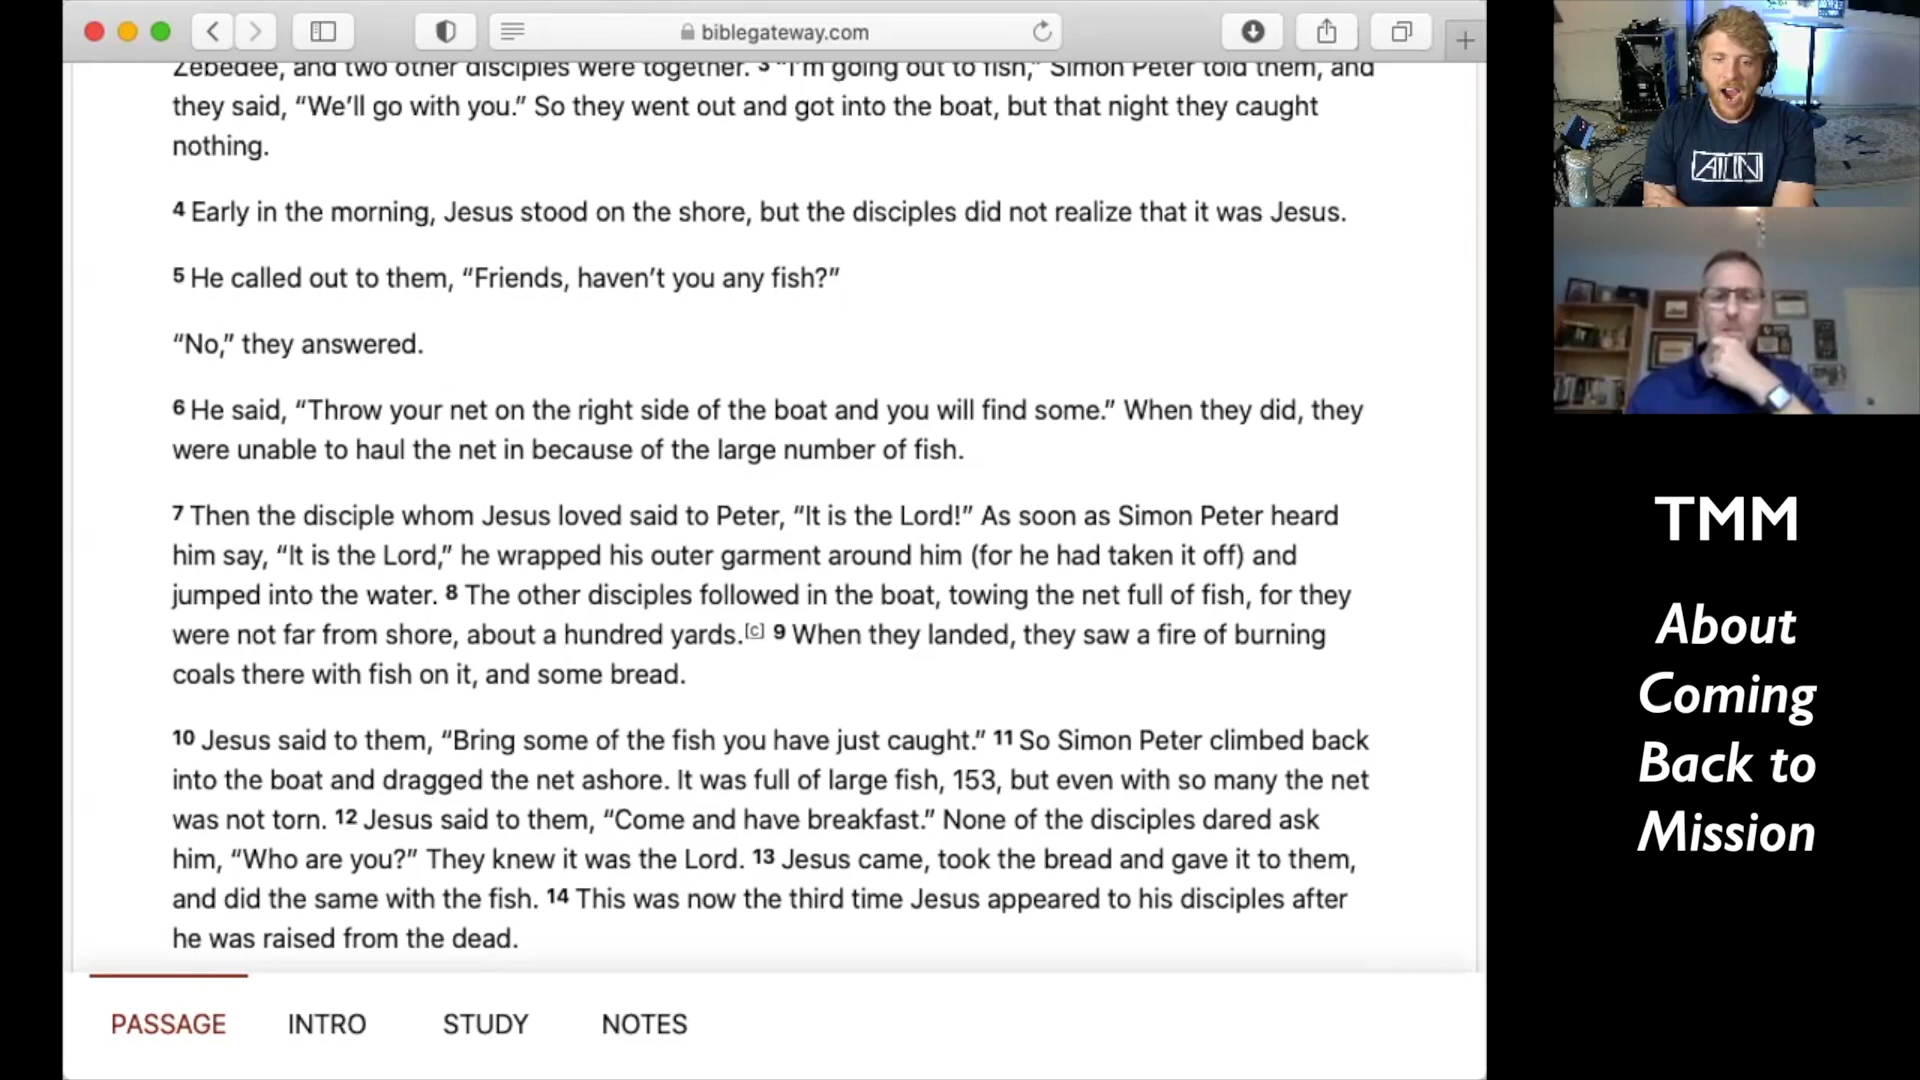 biblegateway.com
Zebedee, and two other disciples were together. 3 “I’m going out to fish,” Simon Peter told them, and
they said, “We’ll go with you.” So they went out and got into the boat, but that night they caught
nothing.
4 Early in the morning, Jesus stood on the shore, but the disciples did not realize that it was Jesus.
5 He called out to them, “Friends, haven’t you any fish?”
“No,” they answered.
6 He said, “Throw your net on the right side of the boat and you will find some.” When they did, they
were unable to haul the net in because of the large number of fish.
7 Then the disciple whom Jesus loved said to Peter, “It is the Lord!” As soon as Simon Peter heard
him say, “It is the Lord,” he wrapped his outer garment around him (for he had taken it off) and
jumped into the water. 8 The other disciples followed in the boat, towing the net full of fish, for they
were not far from shore, about a hundred yards.[c] 9 When they landed, they saw a fire of burning
coals there with fish on it, and some bread.
10 Jesus said to them, “Bring some of the fish you have just caught.” 11 So Simon Peter climbed back
into the boat and dragged the net ashore. It was full of large fish, 153, but even with so many the net
was not torn. 12 Jesus said to them, “Come and have breakfast.” None of the disciples dared ask
him, “Who are you?” They knew it was the Lord. 13 Jesus came, took the bread and gave it to them,
and did the same with the fish. 14 This was now the third time Jesus appeared to his disciples after
he was raised from the dead.
PASSAGE INTRO STUDY NOTES
TMM
About
Coming
Back to
Mission